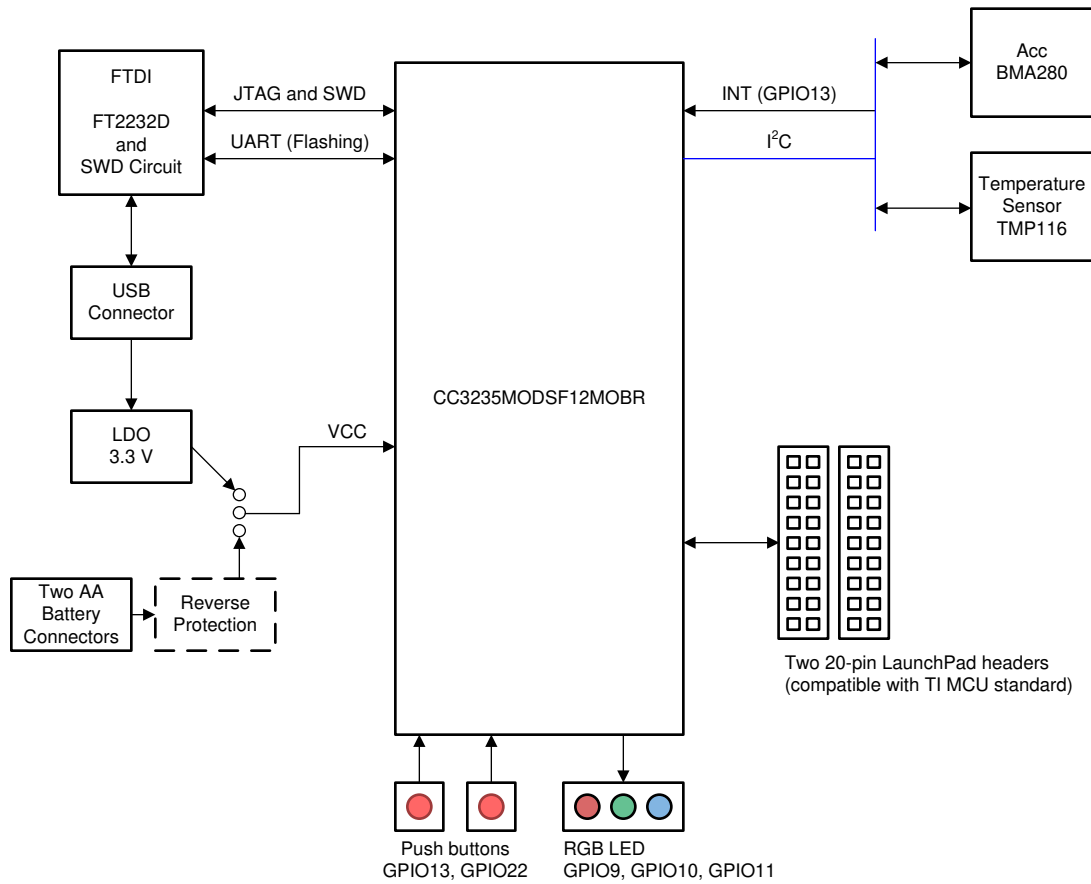 FTDI
FT2232D
and
SWD Circuit
JTAG and SWD
UART (Flashing)
INT (GPIO13)
I²C
Acc
BMA280
Temperature
Sensor
TMP116
USB
Connector
CC3235MODSF12MOBR
LDO
3.3 V
VCC
Two AA
Battery
Connectors
Reverse
Protection
Two 20-pin LaunchPad headers
(compatible with TI MCU standard)
Push buttons
GPIO13, GPIO22
RGB LED
GPIO9, GPIO10, GPIO11